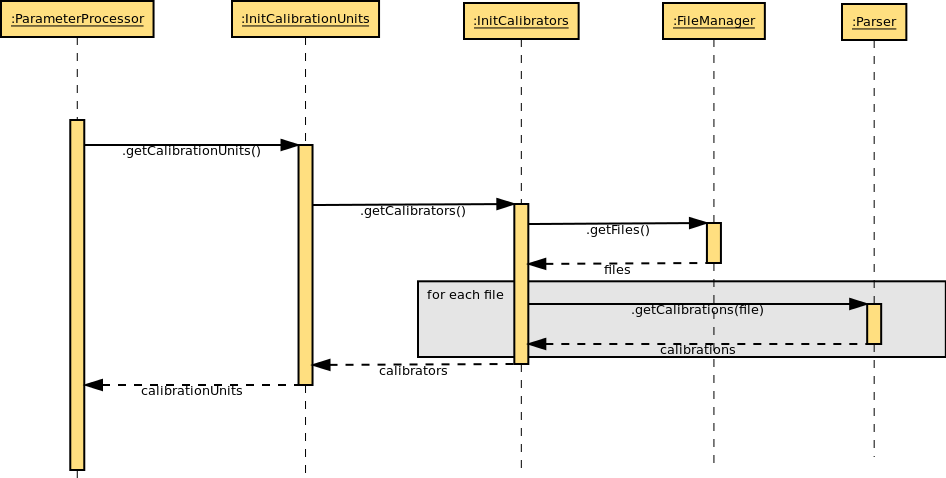 :ParameterProcessor
:InitCalibrationUnits
:InitCalibrators
:FileManager
:Parser
.getCalibrationUnits()
.getCalibrators()
.getFiles()
files
for each file
.getCalibrations(file)
calibrations
calibrators
calibrationUnits